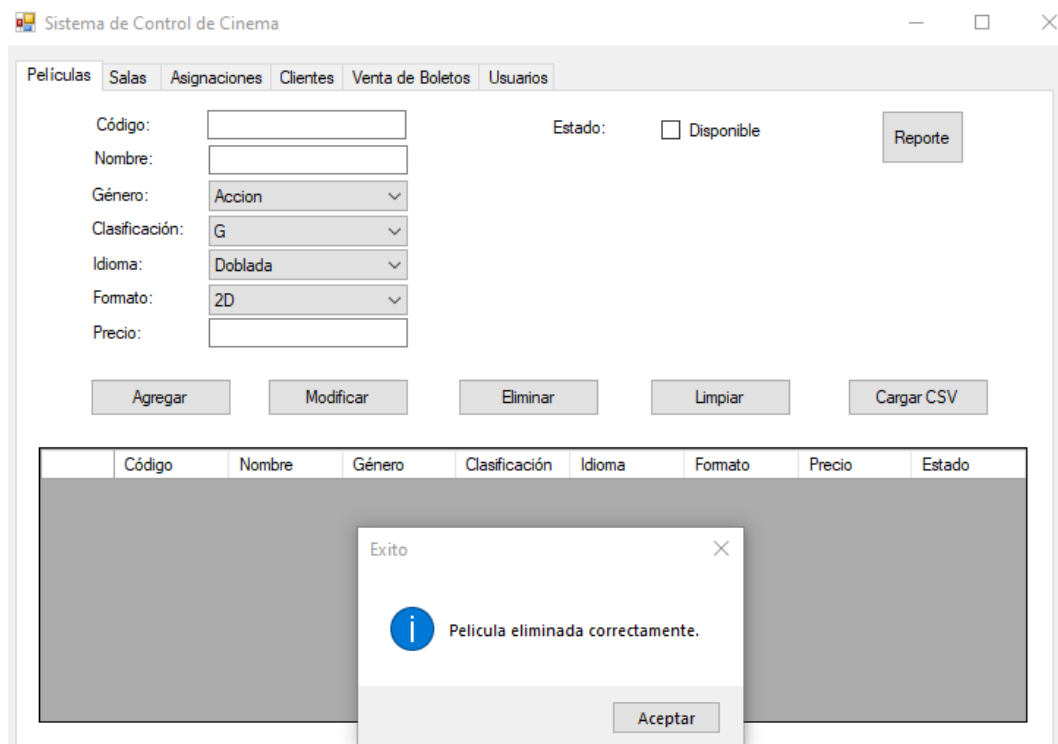 Sistema de Control de Cinema
Películas Salas Asignaciones Clientes Venta de Boletos Usuarios
Código: Estado: Disponible Reporte
Nombre:
Género: Accion
Clasificación: G
Idioma: Doblada
Formato: 2D
Precio:
Agregar Modificar Eliminar Limpiar Cargar CSV
Código Nombre Género Clasificación Idioma Formato Precio Estado
Exito
Pelicula eliminada correctamente.
Aceptar